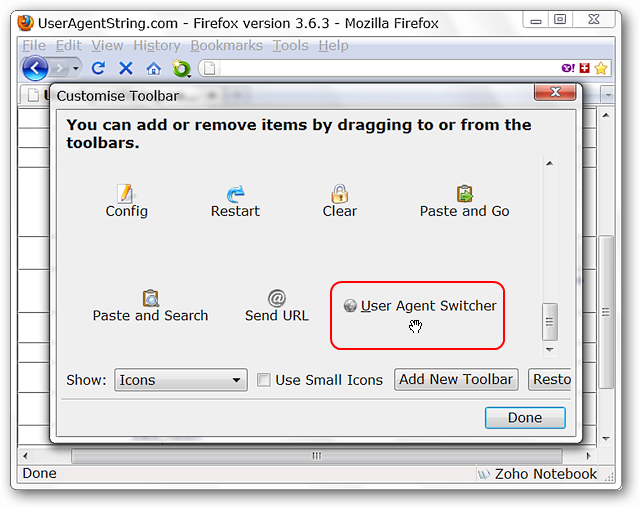 UserAgentString.com - Firefox version 3.6.3 - Mozilla Firefox
File Edit View History Bookmarks Tools Help
Customise Toolbar
You can add or remove items by dragging to or from the
toolbars.
Config Restart Clear Paste and Go
Paste and Search Send URL User Agent Switcher
Show: Icons Use Small Icons Add New Toolbar Resto
Done
Done Zoho Notebook